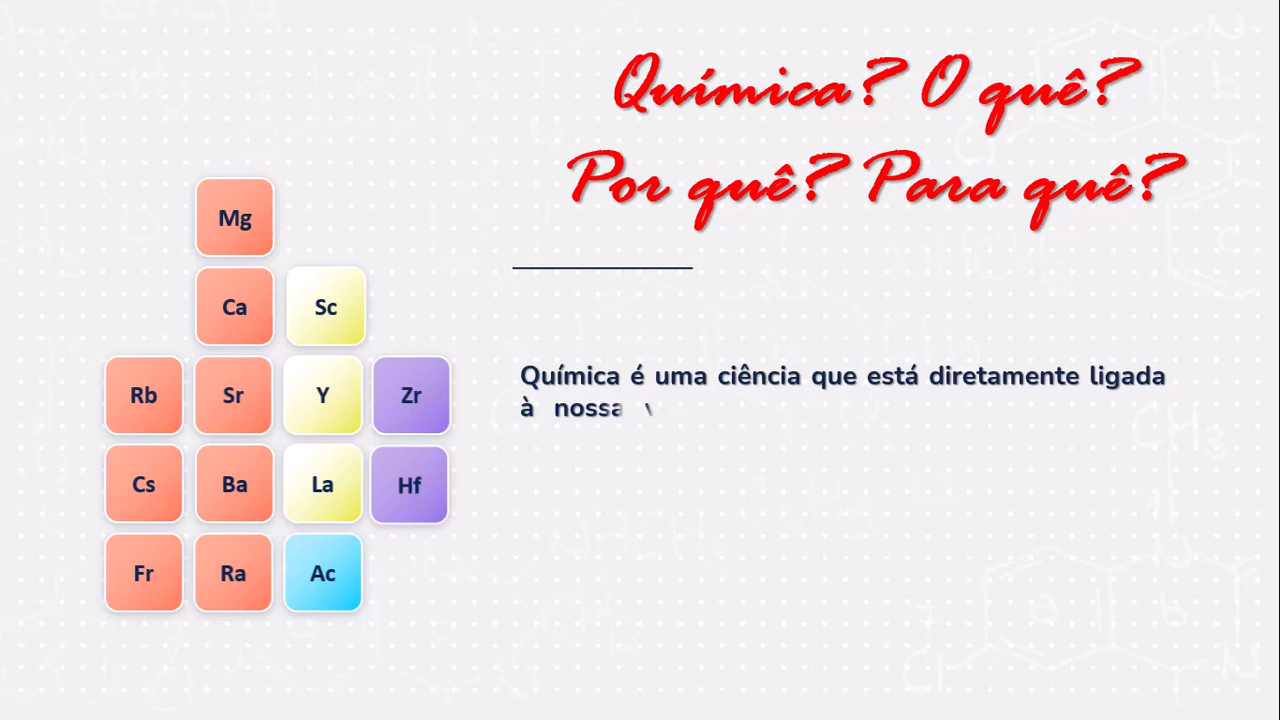 Química? O quê?
Por quê? Para quê?
Mg
Ca Sc
Rb Sr Y Zr
Cs Ba La Hf
Fr Ra Ac
Química é uma ciência que está diretamente ligada
à nossa